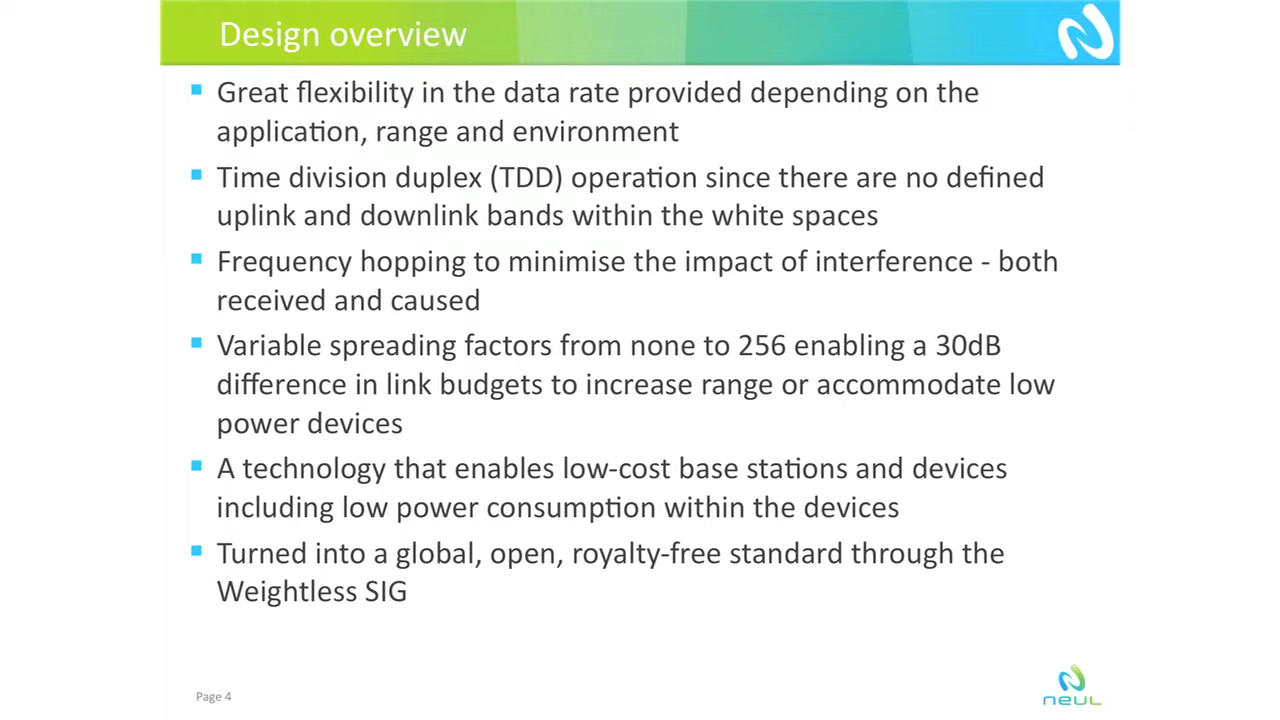 Design overview
Great flexibility in the data rate provided depending on the
application, range and environment
Time division duplex (TDD) operation since there are no defined
uplink and downlink bands within the white spaces
Frequency hopping to minimise the impact of interference - both
received and caused
Variable spreading factors from none to 256 enabling a 30dB
difference in link budgets to increase range or accommodate low
power devices
A technology that enables low-cost base stations and devices
including low power consumption within the devices
Turned into a global, open, royalty-free standard through the
Weightless SIG
Page 4
neul